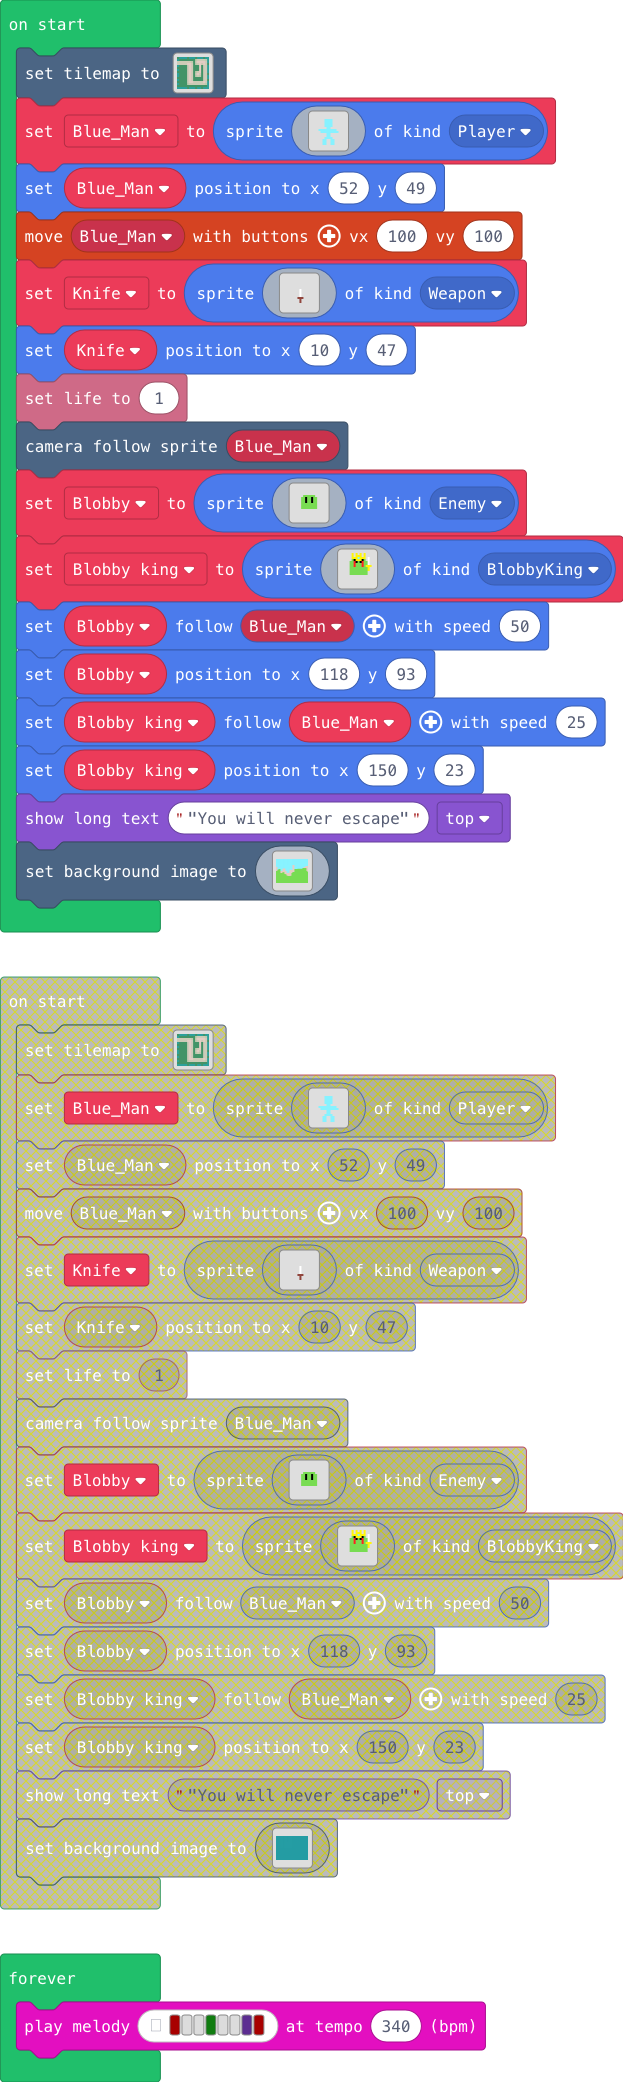 on start
set tilemap to
set Blue_Man to sprite of kind Player
set Blue_Man position to x 52 y 49
move Blue_Man with buttons vx 100 vy 100
set Knife to sprite of kind Weapon
set Knife position to x 10 y 47
set life to 1
camera follow sprite Blue_Man
set Blobby to sprite of kind Enemy
set Blobby king to sprite of kind BlobbyKing
set Blobby follow Blue_Man with speed 50
set Blobby position to x 118 y 93
set Blobby king follow Blue_Man with speed 25
set Blobby king position to x 150 y 23
show long text ""You will never escape"" top
set background image to
on start
set tilemap to
set Blue_Man to sprite of kind Player
set Blue_Man position to x 52 y 49
move Blue_Man with buttons vx 100 vy 100
set Knife to sprite of kind Weapon
set Knife position to x 10 y 47
set life to 1
camera follow sprite Blue_Man
set Blobby to sprite of kind Enemy
set Blobby king to sprite of kind BlobbyKing
set Blobby follow Blue_Man with speed 50
set Blobby position to x 118 y 93
set Blobby king follow Blue_Man with speed 25
set Blobby king position to x 150 y 23
show long text ""You will never escape"" top
set background image to
forever
play melody at tempo 340 (bpm)